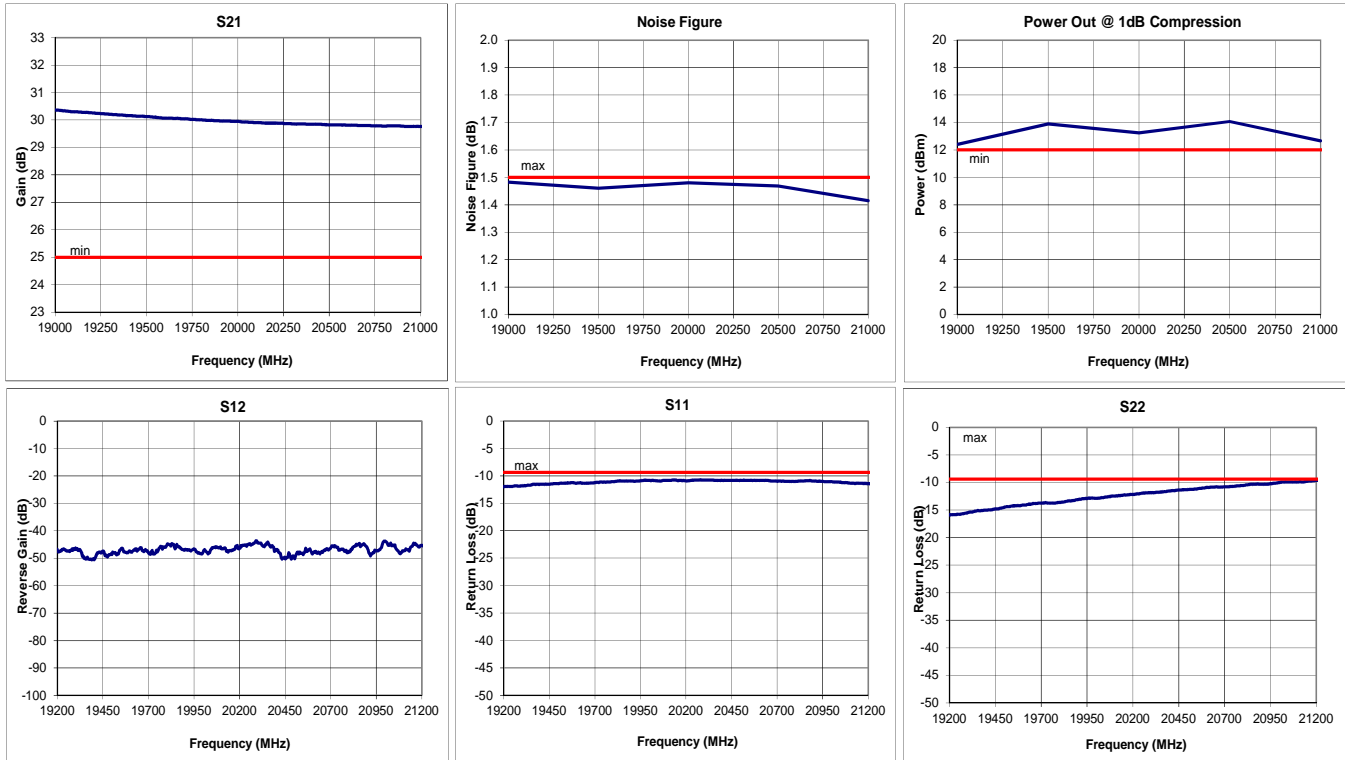 S21
33
32
31
30
29
28
27
26
25
24
23
Gain (dB)
min
19000 19250 19500 19750 20000 20250 20500 20750 21000
Frequency (MHz)
Noise Figure
2.0
1.9
1.8
1.7
1.6
1.5
1.4
1.3
1.2
1.1
1.0
Noise Figure (dB)
max
19000 19250 19500 19750 20000 20250 20500 20750 21000
Frequency (MHz)
Power Out @ 1dB Compression
20
18
16
14
12
10
8
6
4
2
0
Power (dBm)
min
19000 19250 19500 19750 20000 20250 20500 20750 21000
Frequency (MHz)
S12
0
-10
-20
-30
-40
-50
-60
-70
-80
-90
-100
Reverse Gain (dB)
19200 19450 19700 19950 20200 20450 20700 20950 21200
Frequency (MHz)
S11
0
-5
-10
-15
-20
-25
-30
-35
-40
-45
-50
Return Loss (dB)
max
19200 19450 19700 19950 20200 20450 20700 20950 21200
Frequency (MHz)
S22
0
-5
-10
-15
-20
-25
-30
-35
-40
-45
-50
Return Loss (dB)
max
19200 19450 19700 19950 20200 20450 20700 20950 21200
Frequency (MHz)